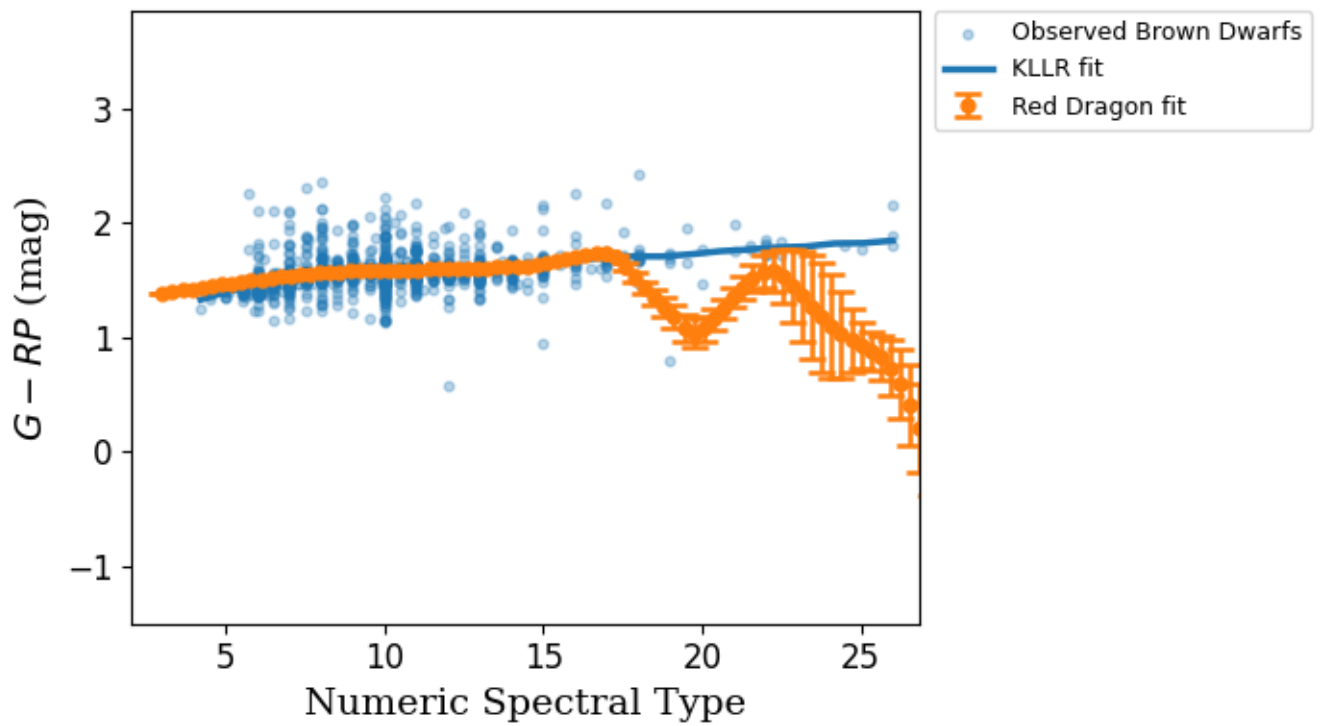 Observed Brown Dwarfs
KLLR fit
Red Dragon fit
3
2
1
0
−1
G − RP (mag)
5 10 15 20 25
Numeric Spectral Type